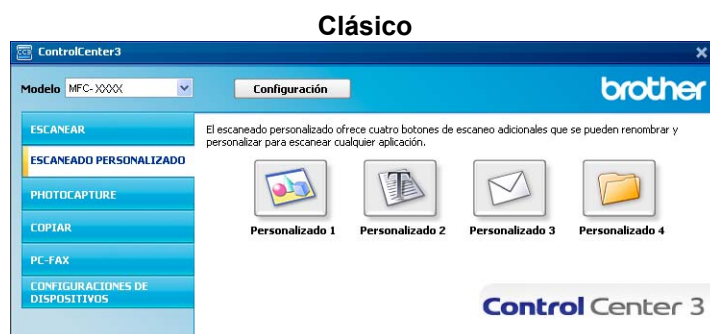 Clásico
ControlCenter3
Modelo MFC-XXXX
Configuración
brother
ESCANEAR
ESCANEADO PERSONALIZADO
PHOTOCAPTURE
COPIAR
PC-FAX
CONFIGURACIONES DE
DISPOSITIVOS
El escaneado personalizado ofrece cuatro botones de escaneo adicionales que se pueden renombrar y
personalizar para escanear cualquier aplicación.
Personalizado 1 Personalizado 2 Personalizado 3 Personalizado 4
Control Center 3